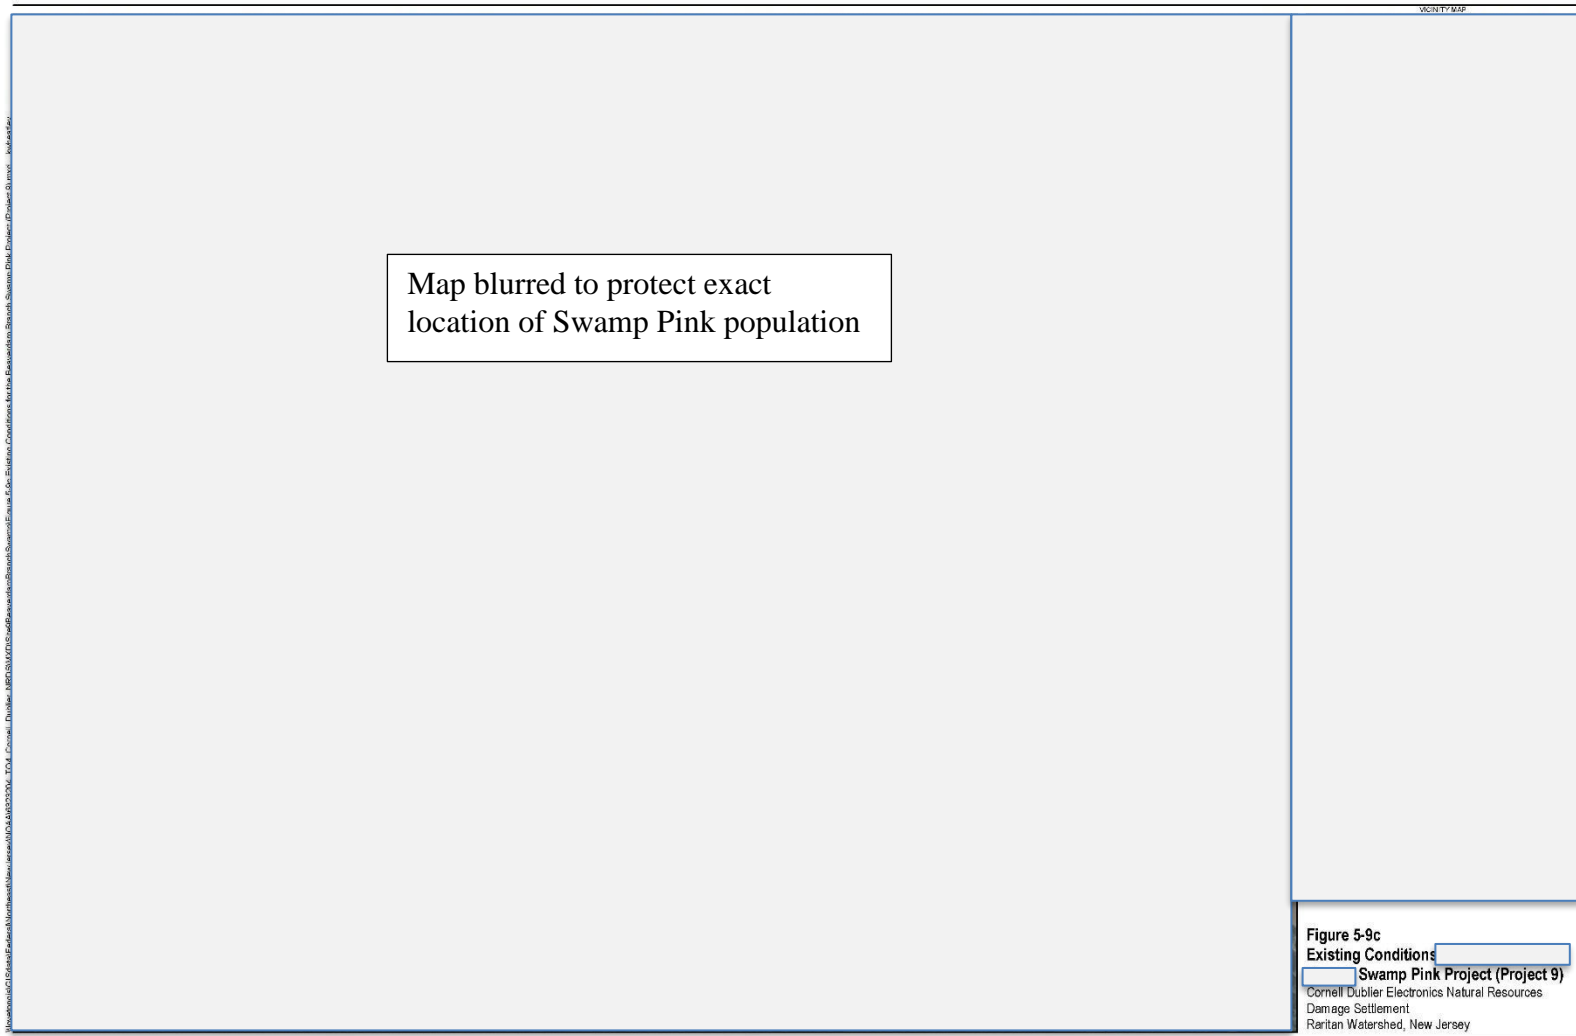 VICINITY MAP
Map blurred to protect exact
location of Swamp Pink population
Figure 5-9c
Existing Conditions
Swamp Pink Project (Project 9)
Cornell Dublier Electronics Natural Resources
Damage Settlement
Raritan Watershed, New Jersey